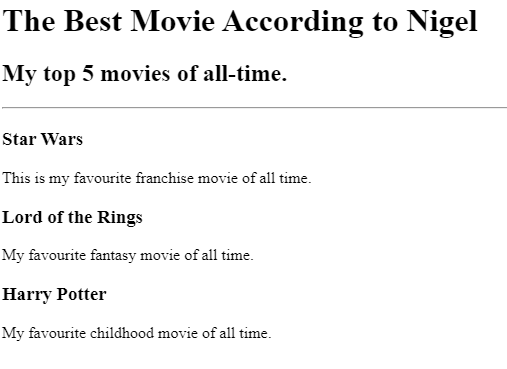 The Best Movie According to Nigel
My top 5 movies of all-time.
Star Wars
This is my favourite franchise movie of all time.
Lord of the Rings
My favourite fantasy movie of all time.
Harry Potter
My favourite childhood movie of all time.